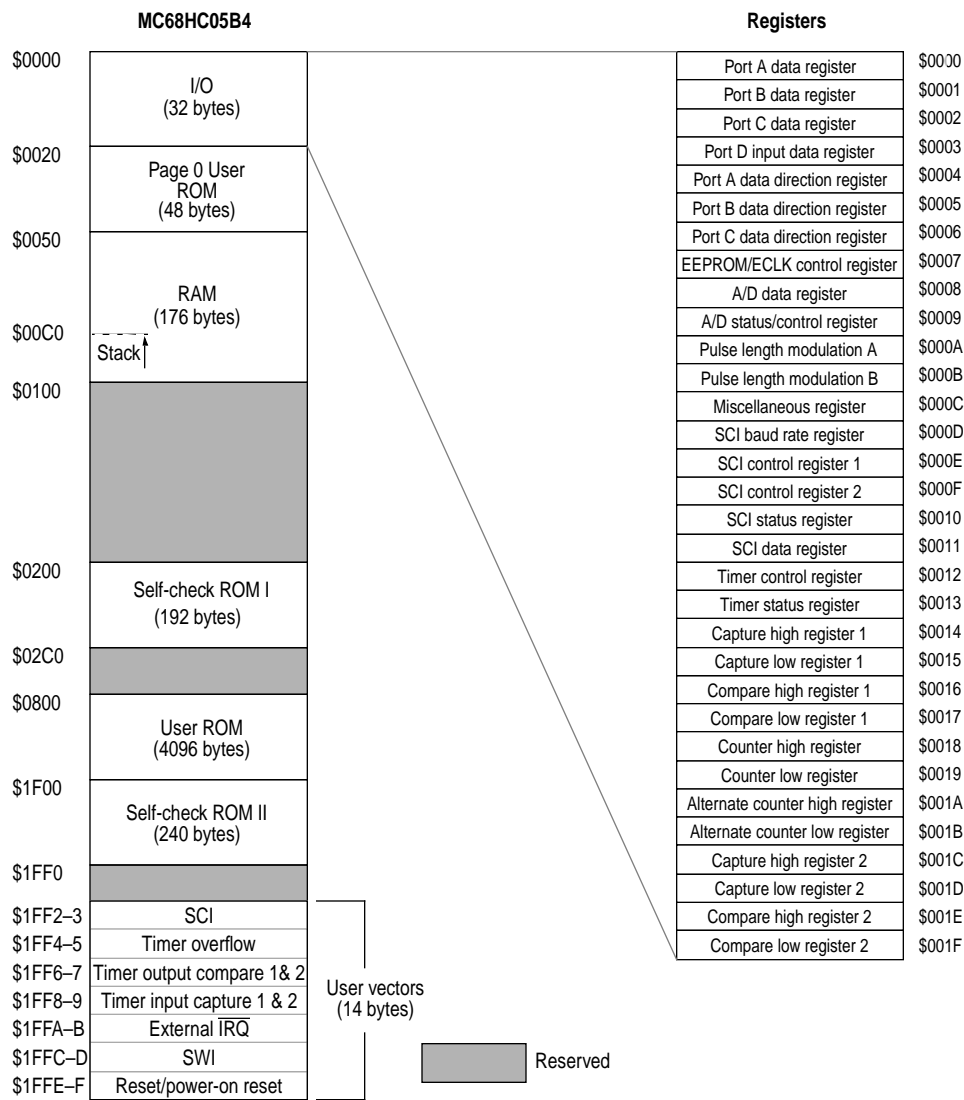 MC68HC05B4
$0000
I/O
(32 bytes)
$0020
Page 0 User
ROM
(48 bytes)
$0050
RAM
(176 bytes)
$00C0
Stack
$0100
$0200
Self-check ROM I
(192 bytes)
$02C0
$0800
User ROM
(4096 bytes)
$1F00
Self-check ROM II
(240 bytes)
$1FF0
$1FF2–3 SCI
$1FF4–5 Timer overflow
$1FF6–7 Timer output compare 1& 2
$1FF8–9 Timer input capture 1 & 2
$1FFA–B External IRQ
$1FFC–D SWI
$1FFE–F Reset/power-on reset
User vectors
(14 bytes)
Reserved
Registers
Port A data register $0000
Port B data register $0001
Port C data register $0002
Port D input data register $0003
Port A data direction register $0004
Port B data direction register $0005
Port C data direction register $0006
EEPROM/ECLK control register $0007
A/D data register $0008
A/D status/control register $0009
Pulse length modulation A $000A
Pulse length modulation B $000B
Miscellaneous register $000C
SCI baud rate register $000D
SCI control register 1 $000E
SCI control register 2 $000F
SCI status register $0010
SCI data register $0011
Timer control register $0012
Timer status register $0013
Capture high register 1 $0014
Capture low register 1 $0015
Compare high register 1 $0016
Compare low register 1 $0017
Counter high register $0018
Counter low register $0019
Alternate counter high register $001A
Alternate counter low register $001B
Capture high register 2 $001C
Capture low register 2 $001D
Compare high register 2 $001E
Compare low register 2 $001F